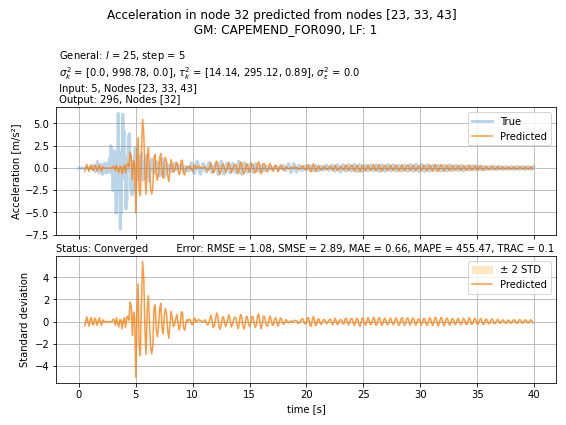 Acceleration in node 32 predicted from nodes [23, 33, 43]
GM: CAPEMEND_FOR090, LF: 1
General: l = 25, step = 5
σ²ₖ = [0.0, 998.78, 0.0], τ²ₖ = [14.14, 295.12, 0.89], σ²ε = 0.0
Input: 5, Nodes [23, 33, 43]
Output: 296, Nodes [32]
Acceleration [m/s²]
5.0
2.5
0.0
−2.5
−5.0
−7.5
True
Predicted
Status: Converged Error: RMSE = 1.08, SMSE = 2.89, MAE = 0.66, MAPE = 455.47, TRAC = 0.1
Standard deviation
4
2
0
−2
−4
± 2 STD
Predicted
0 5 10 15 20 25 30 35 40
time [s]